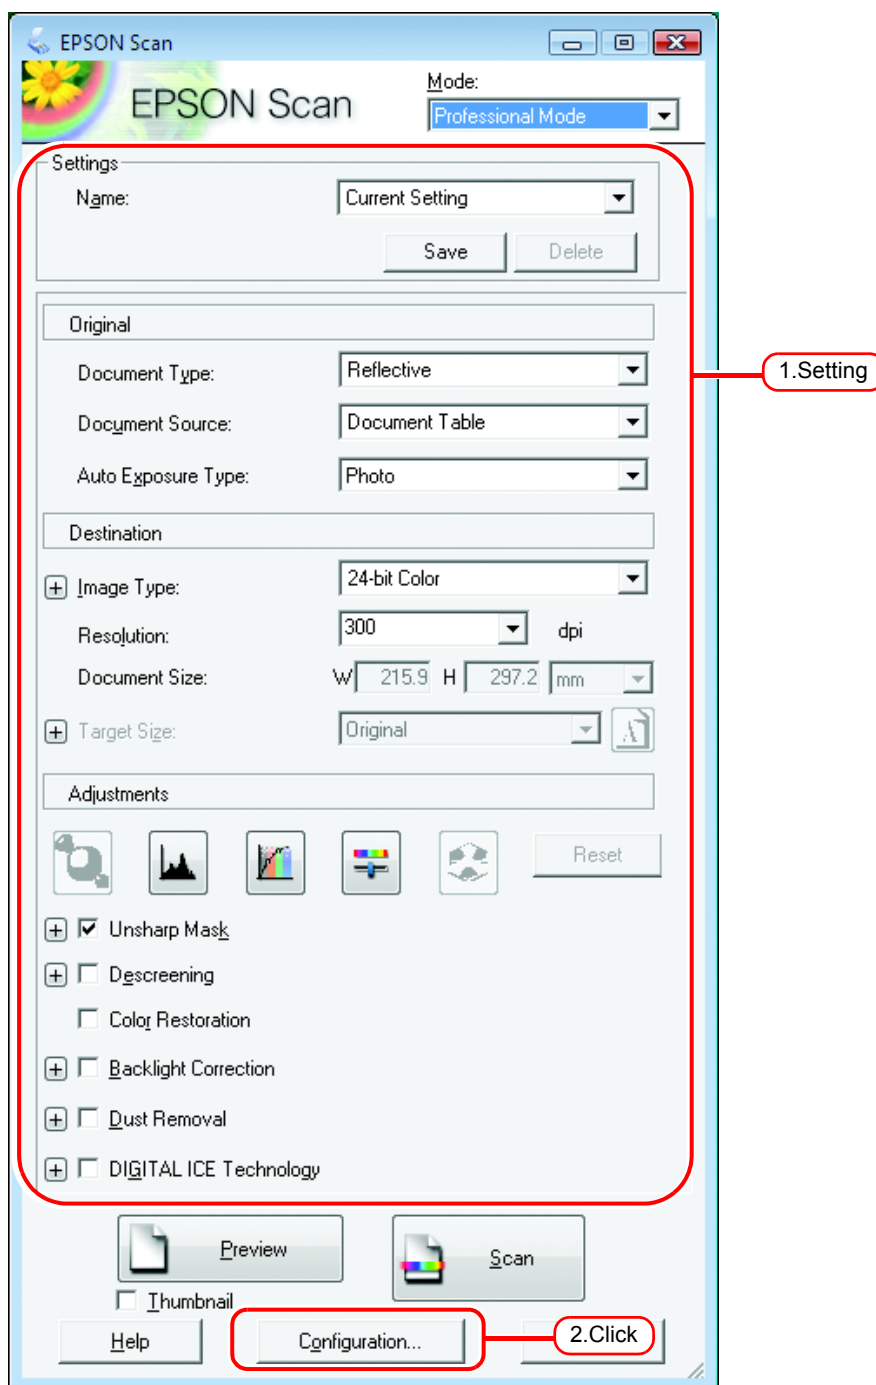 EPSON Scan
EPSON Scan
Mode:
Professional Mode
Settings
Name:
Current Setting
Save
Delete
Original
Document Type:
Reflective
1.Setting
Document Source:
Document Table
Auto Exposure Type:
Photo
Destination
Image Type:
24-bit Color
Resolution:
300
dpi
Document Size:
W 215.9 H 297.2 mm
Target Size:
Original
Adjustments
Reset
Unsharp Mask
Descreening
Color Restoration
Backlight Correction
Dust Removal
DIGITAL ICE Technology
Preview
Scan
Thumbnail
Help
Configuration...
2.Click